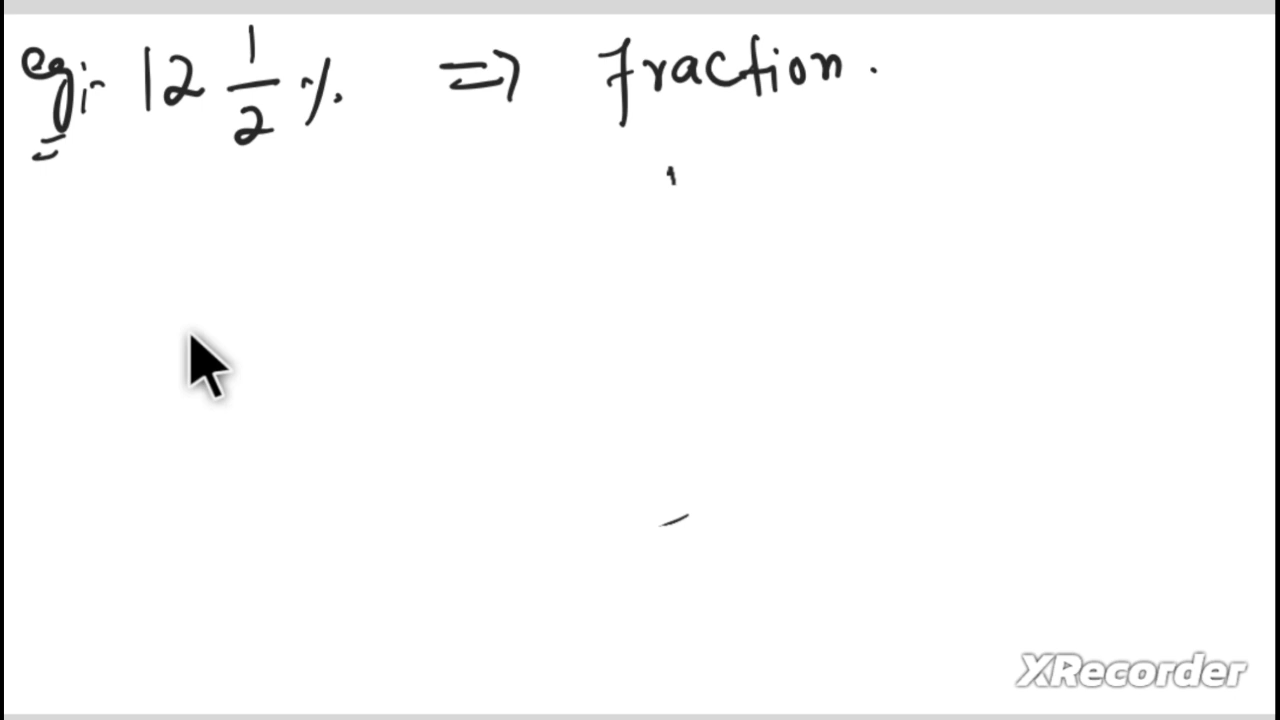 eg:- 12 1/2 % ⇒ fraction.
XRecorder